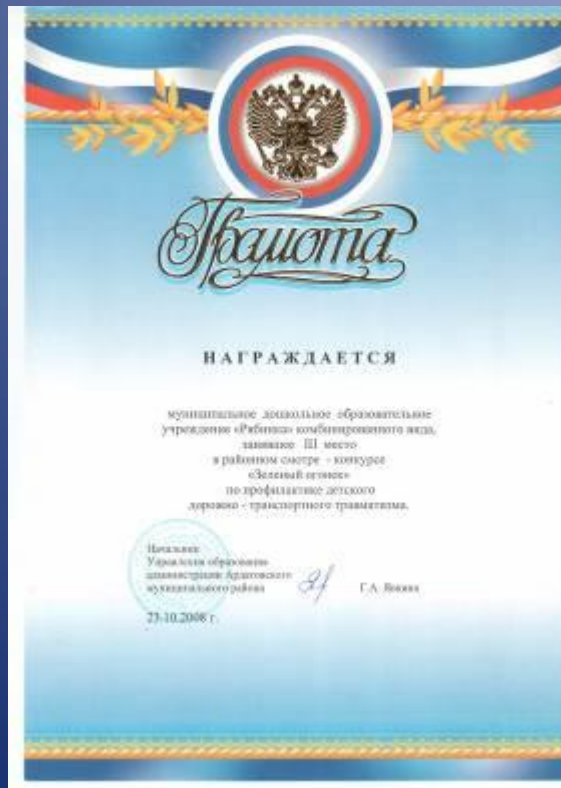 Грамота
НАГРАЖДАЕТСЯ
муниципальное дошкольное образовательное
учреждение «Рябинка» комбинированного вида,
занявшее III место
в районном смотре - конкурсе
«Зеленый огонек»
по профилактике детского
дорожно - транспортного травматизма.
Начальник
Управления образования
администрации Ардатовского
муниципального района
Г.А.
23.10.2008 г.